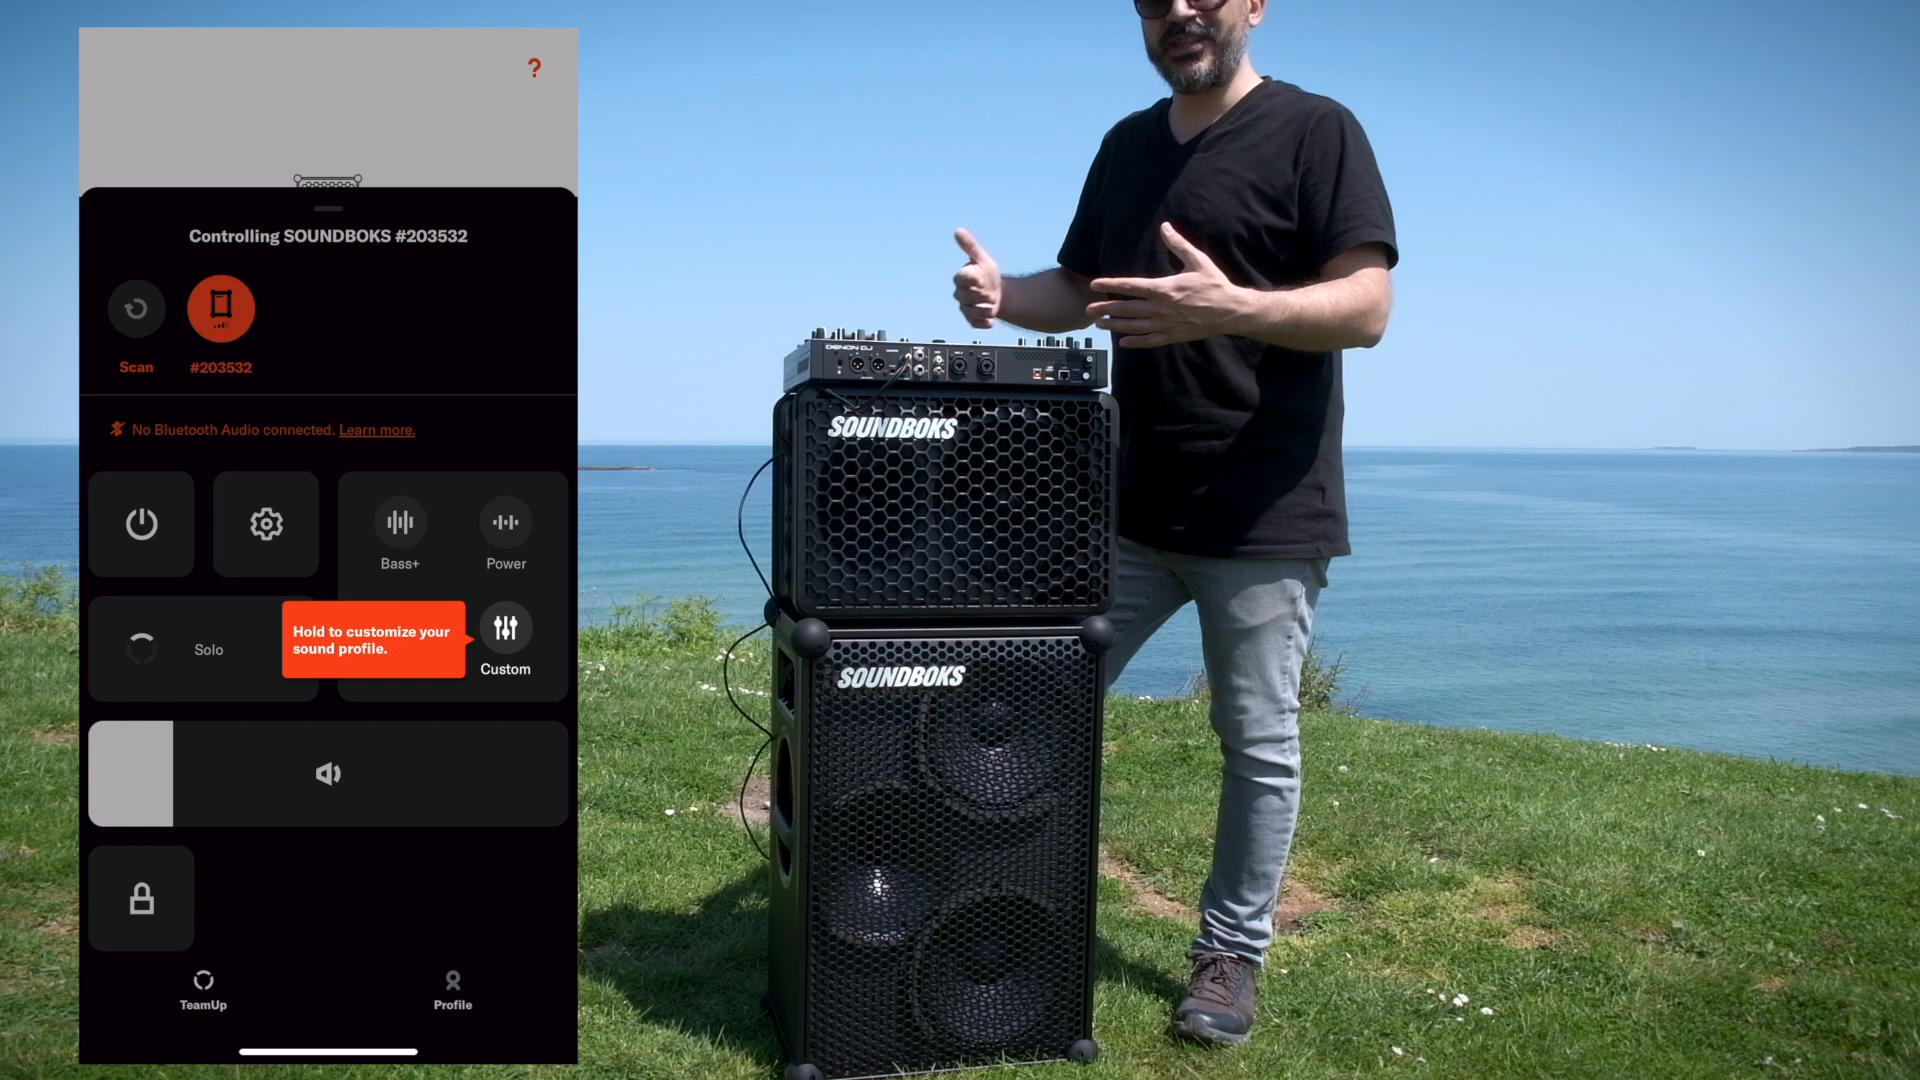 ?
Controlling SOUNDBOKS #203532
Scan
#203532
No Bluetooth Audio connected. Learn more.
Bass+
Power
Solo
Hold to customize your
sound profile.
Custom
TeamUp
Profile
DENON DJ
SOUNDBOKS
SOUNDBOKS